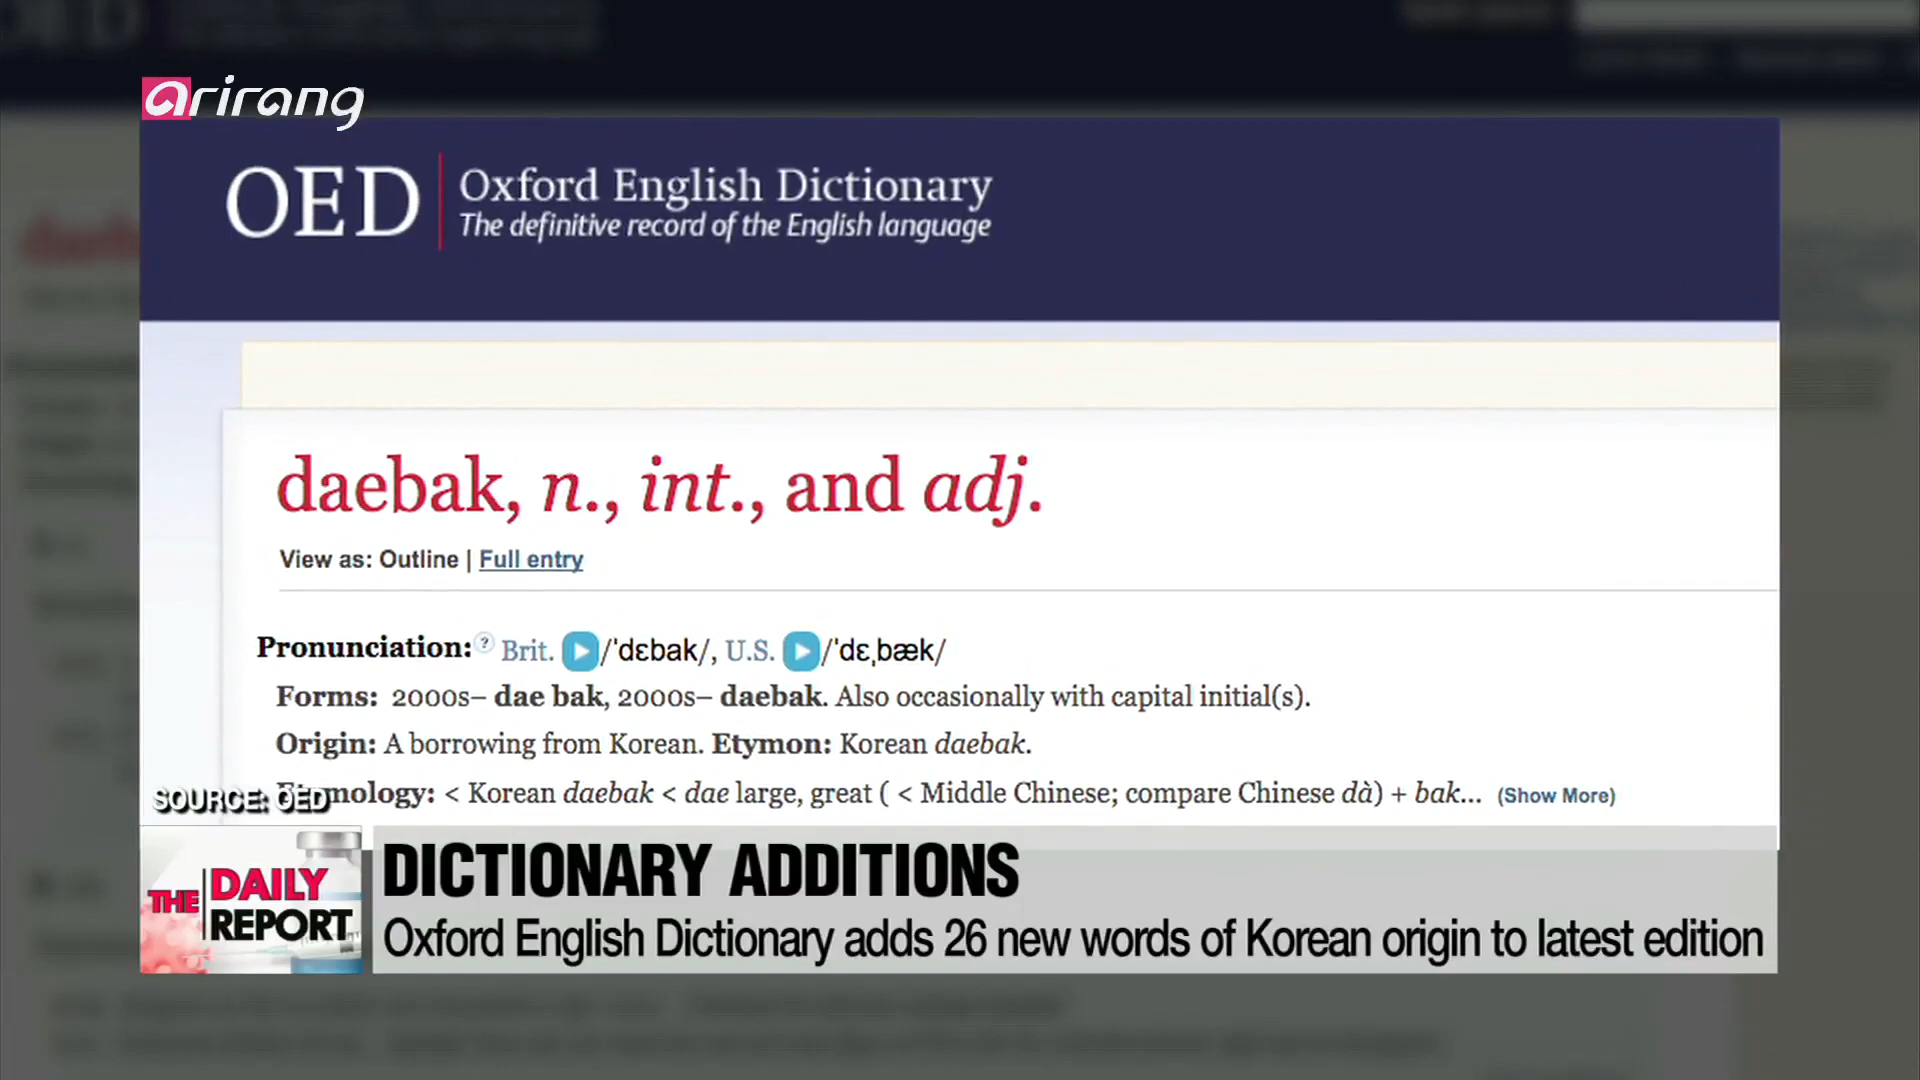 arirang
OED
Oxford English Dictionary
The definitive record of the English language
daebak, n., int., and adj.
View as: Outline | Full entry
Pronunciation:? Brit. /ˈdɛbak/, U.S. /ˈdɛˌbæk/
Forms: 2000s– dae bak, 2000s– daebak. Also occasionally with capital initial(s).
Origin: A borrowing from Korean. Etymon: Korean daebak.
Etymology: < Korean daebak < dae large, great ( < Middle Chinese; compare Chinese dà) + bak... (Show More)
SOURCE: OED
THE DAILY REPORT
DICTIONARY ADDITIONS
Oxford English Dictionary adds 26 new words of Korean origin to latest edition